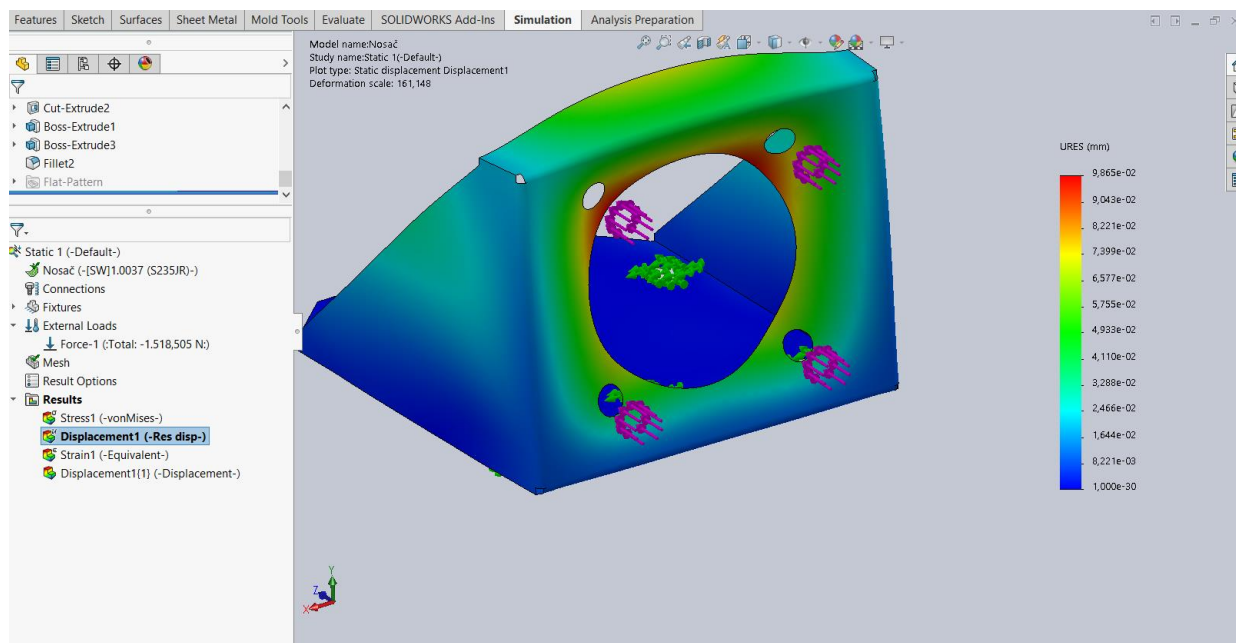 Features Sketch Surfaces Sheet Metal Mold Tools Evaluate SOLIDWORKS Add-Ins Simulation Analysis Preparation
Cut-Extrude2
Boss-Extrude1
Boss-Extrude3
Fillet2
Flat-Pattern
Static 1 (-Default-)
Nosač (-[SW]1.0037 (S235JR)-)
Connections
Fixtures
External Loads
Force-1 (:Total: -1.518,505 N:)
Mesh
Result Options
Results
Stress1 (-vonMises-)
Displacement1 (-Res disp-)
Strain1 (-Equivalent-)
Displacement1{1} (-Displacement-)
Model name:Nosač
Study name:Static 1(-Default-)
Plot type: Static displacement Displacement1
Deformation scale: 161,148
URES (mm)
9,865e-02
9,043e-02
8,221e-02
7,399e-02
6,577e-02
5,755e-02
4,933e-02
4,110e-02
3,288e-02
2,466e-02
1,644e-02
8,221e-03
1,000e-30
Y
Z
X